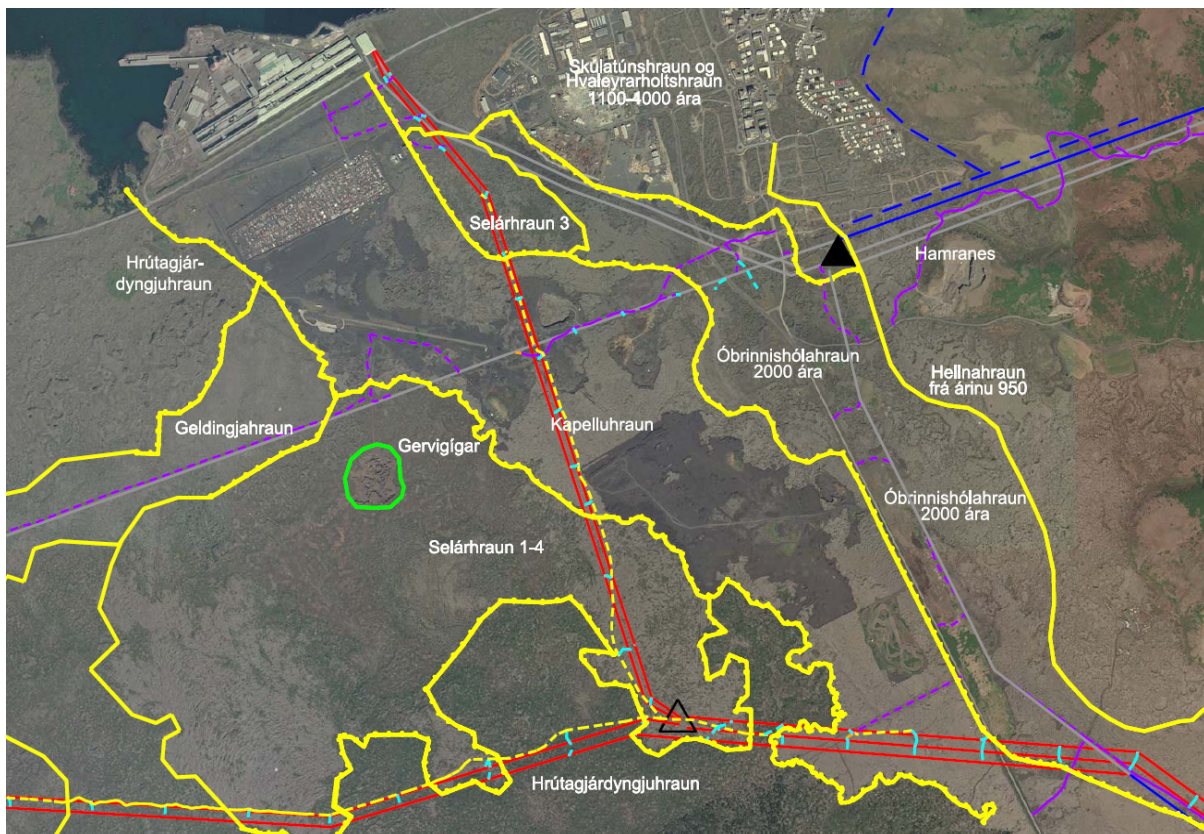 Skúlatúnshraun og
Hvaleyrarholtshraun
1100-4000 ára
Selárhraun 3
Hrútagjár-
dyngjuhraun
Hamranes
Óbrinnishólahraun
2000 ára
Hellnahraun
frá árinu 950
Geldingjahraun
Kapelluhraun
Gervigígar
Óbrinnishólahraun
2000 ára
Selárhraun 1-4
Hrútagjárdyngjuhraun